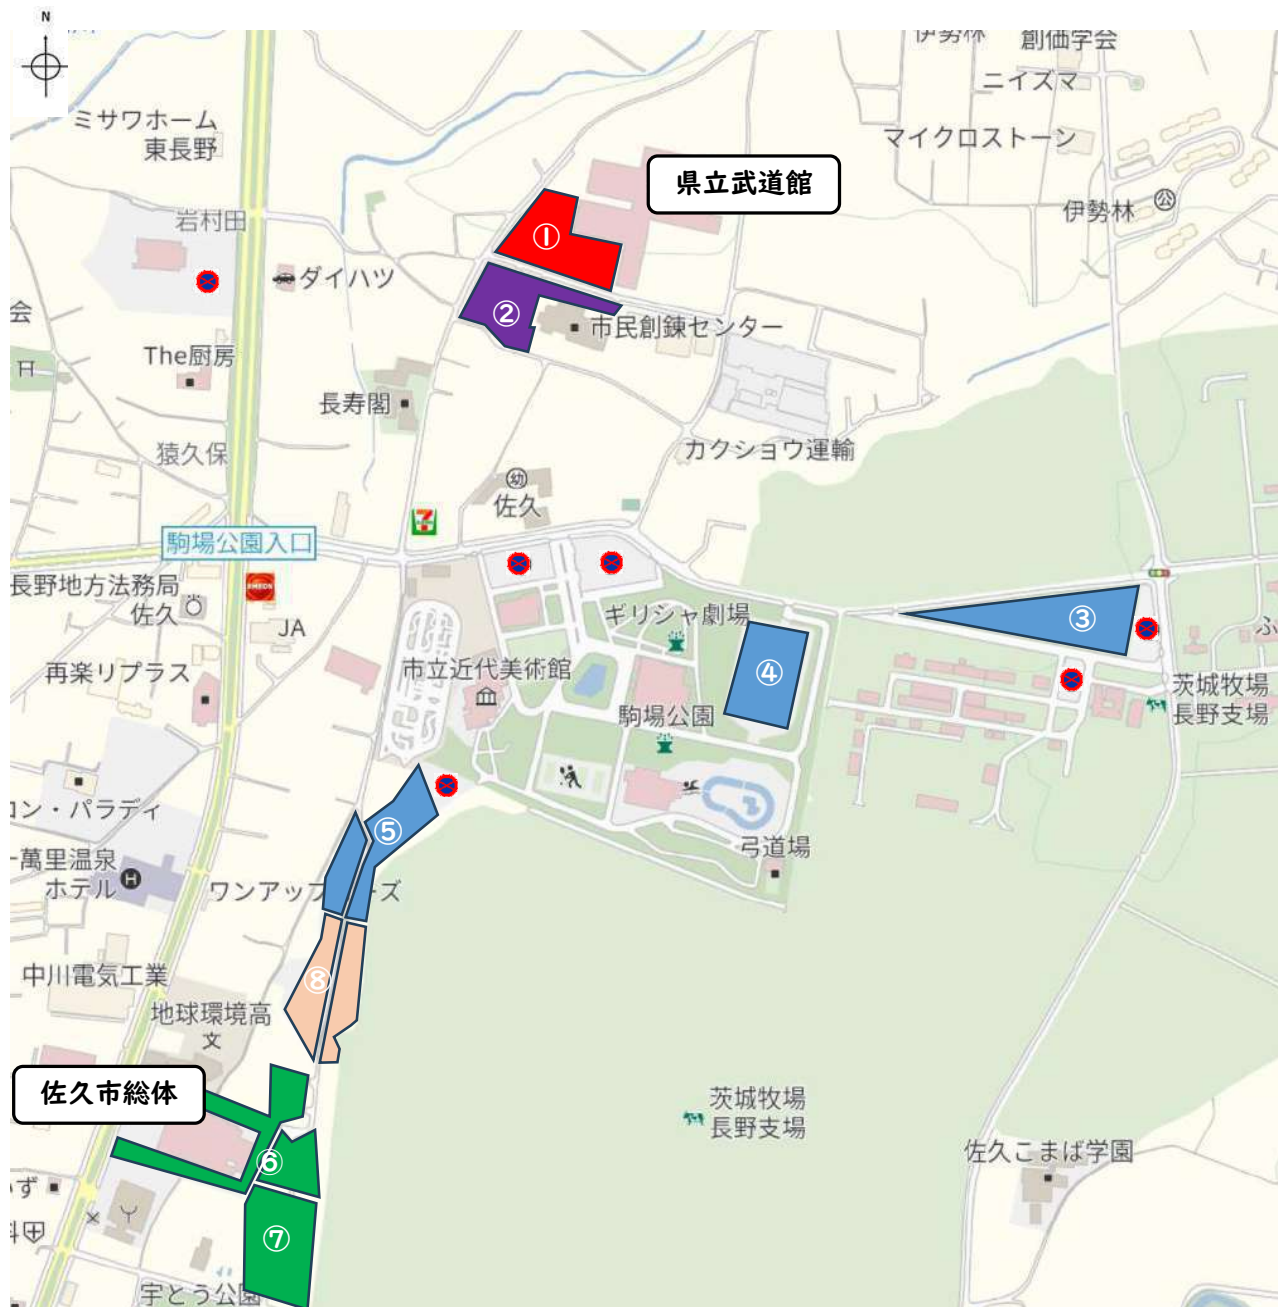 N
伊勢林
創価学会
ニイズマ
ミサワホーム
東長野
マイクロストーン
県立武道館
岩村田
伊勢林
公
①
ダイハツ
会
②
市民創錬センター
The厨房
長寿閣
猿久保
カクショウ運輸
幼
佐久
7
駒場公園入口
長野地方法務局
佐久
ENEOS
JA
ギリシャ劇場
③
ふ
再楽リプラス
市立近代美術館
④
茨城牧場
長野支場
駒場公園
コン・パラディ
⑤
弓道場
一萬里温泉
ホテル
H
ワンアップ
ーズ
中川電気工業
⑧
地球環境高
文
佐久市総体
茨城牧場
長野支場
佐久こまば学園
⑥
ず
⑦
宇とう公園